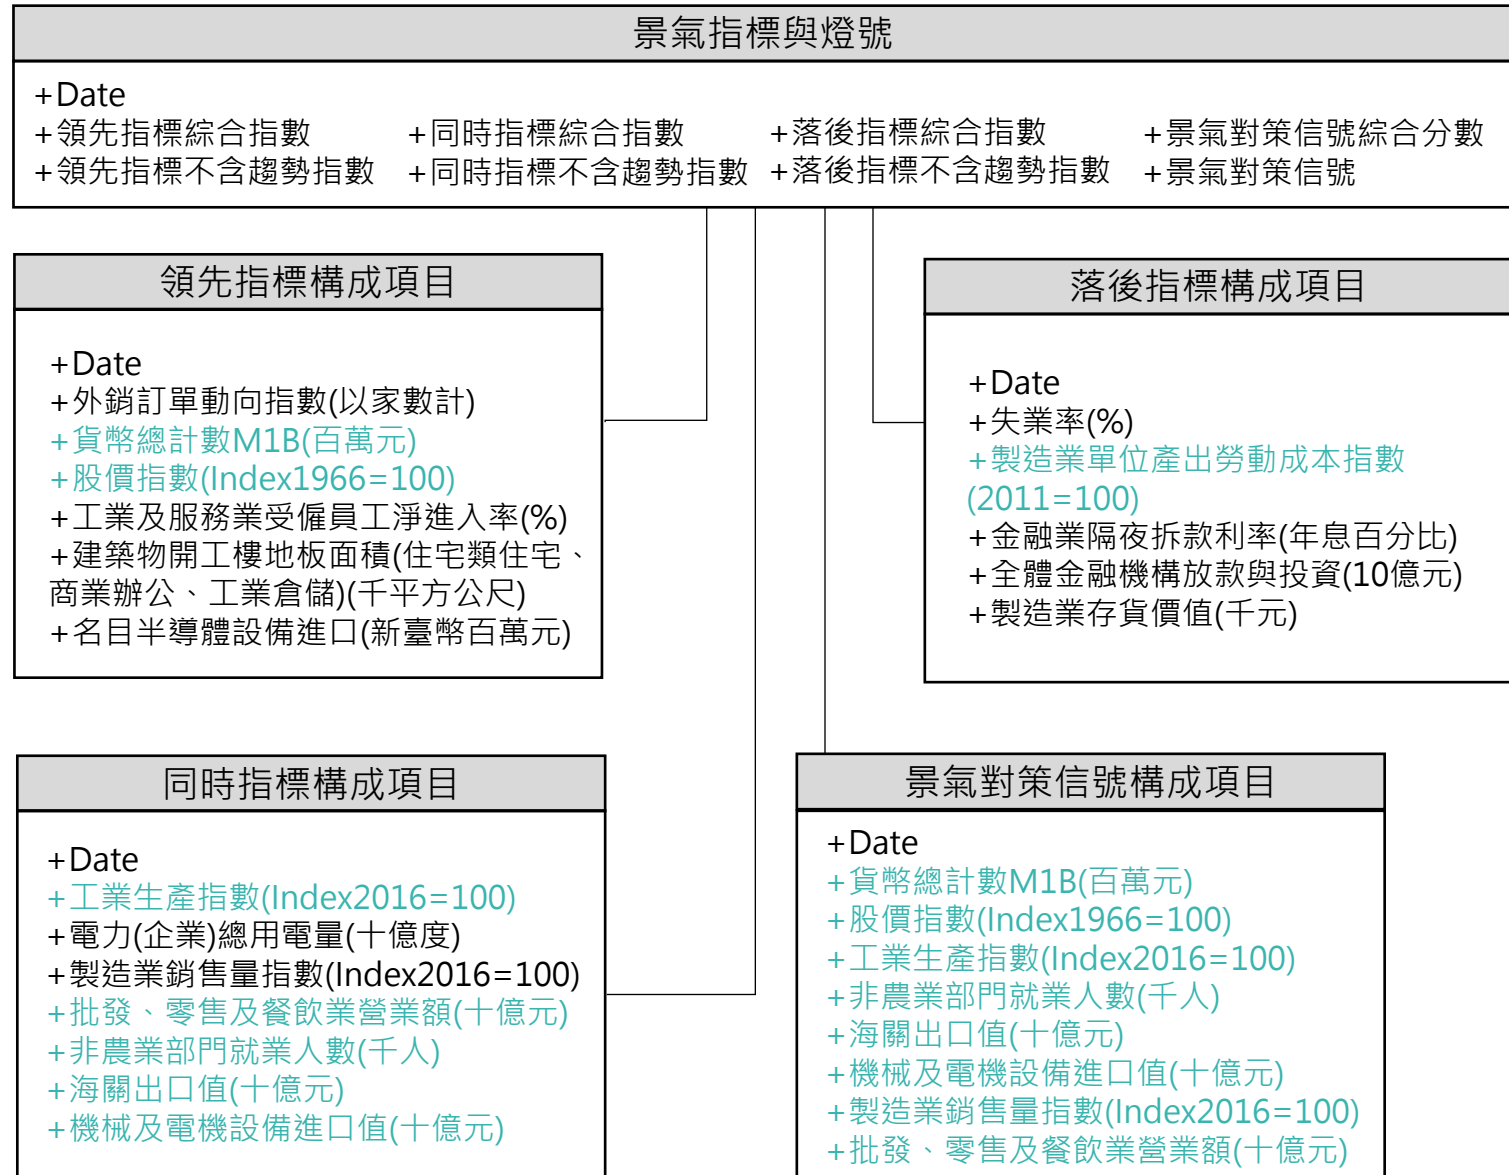 景氣指標與燈號
+Date
+領先指標綜合指數 +同時指標綜合指數 +落後指標綜合指數 +景氣對策信號綜合分數
+領先指標不含趨勢指數 +同時指標不含趨勢指數 +落後指標不含趨勢指數 +景氣對策信號
領先指標構成項目
+Date
+外銷訂單動向指數(以家數計)
+貨幣總計數M1B(百萬元)
+股價指數(Index1966=100)
+工業及服務業受僱員工淨進入率(%)
+建築物開工樓地板面積(住宅類住宅、
商業辦公、工業倉儲)(千平方公尺)
+名目半導體設備進口(新臺幣百萬元)
落後指標構成項目
+Date
+失業率(%)
+製造業單位產出勞動成本指數
(2011=100)
+金融業隔夜拆款利率(年息百分比)
+全體金融機構放款與投資(10億元)
+製造業存貨價值(千元)
同時指標構成項目
+Date
+工業生產指數(Index2016=100)
+電力(企業)總用電量(十億度)
+製造業銷售量指數(Index2016=100)
+批發、零售及餐飲業營業額(十億元)
+非農業部門就業人數(千人)
+海關出口值(十億元)
+機械及電機設備進口值(十億元)
景氣對策信號構成項目
+Date
+貨幣總計數M1B(百萬元)
+股價指數(Index1966=100)
+工業生產指數(Index2016=100)
+非農業部門就業人數(千人)
+海關出口值(十億元)
+機械及電機設備進口值(十億元)
+製造業銷售量指數(Index2016=100)
+批發、零售及餐飲業營業額(十億元)